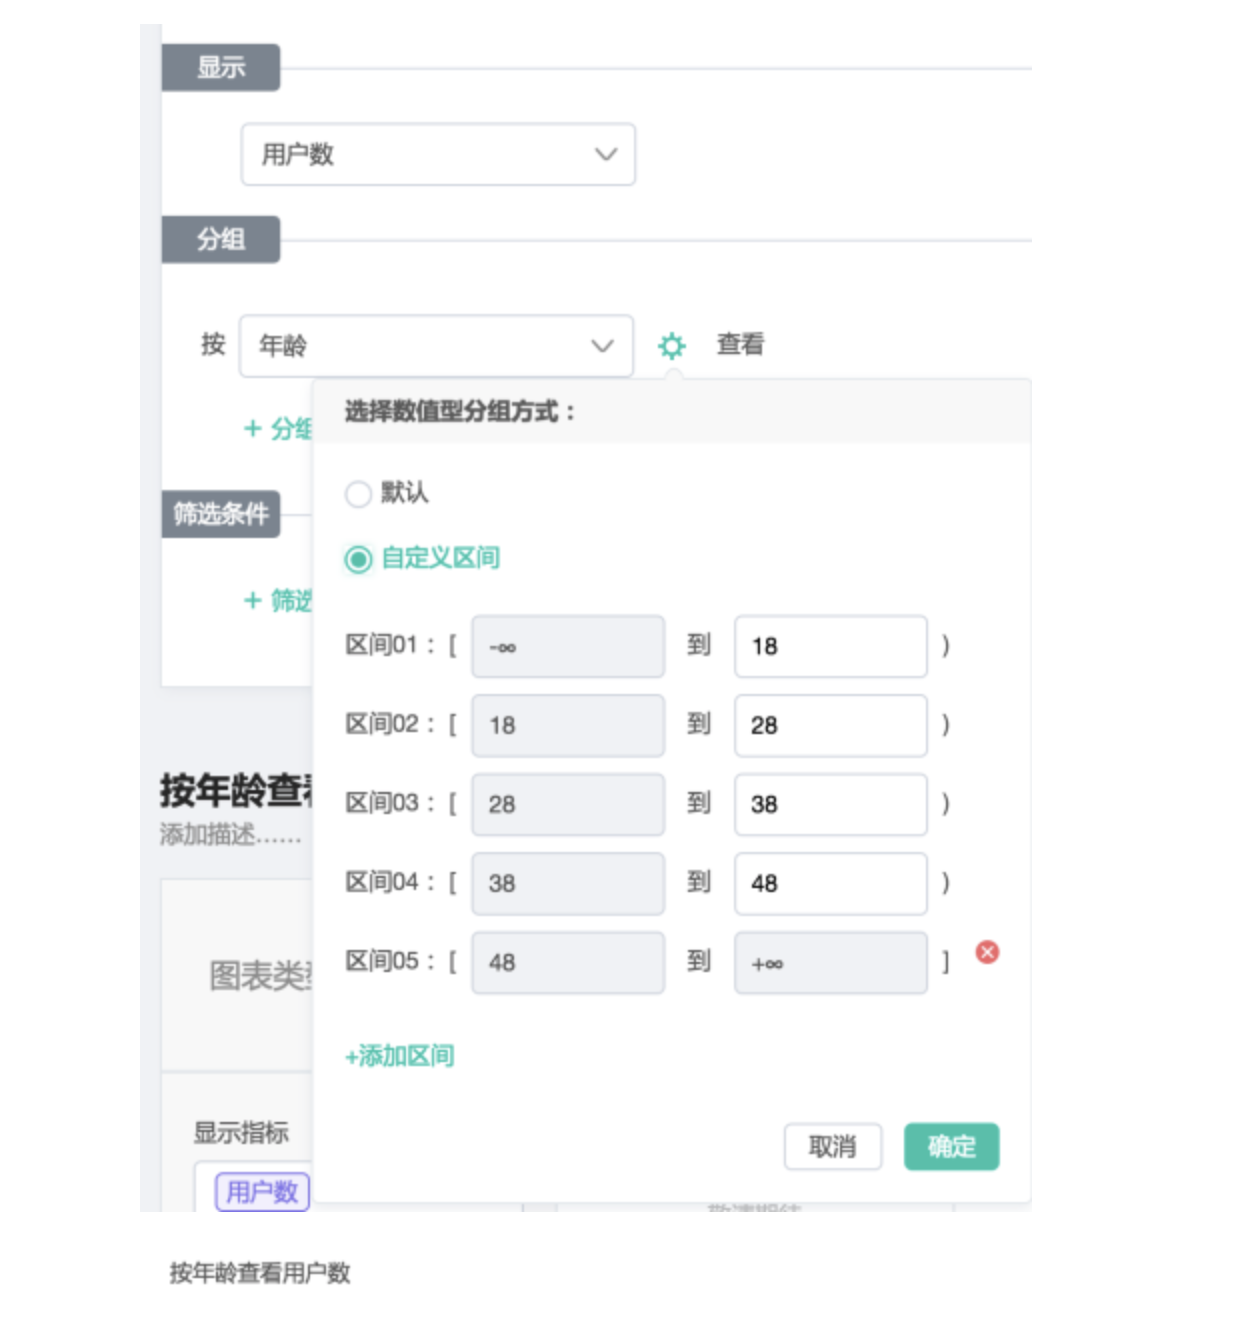 显示
用户数
分组
按 年龄 查看
选择数值型分组方式：
+ 分组
默认
筛选条件
自定义区间
+ 筛选
区间01：[ -∞ 到 18 )
区间02：[ 18 到 28 )
区间03：[ 28 到 38 )
区间04：[ 38 到 48 )
区间05：[ 48 到 +∞ ]
按年龄查看
添加描述......
图表类型
+添加区间
显示指标
取消 确定
用户数
按年龄查看用户数